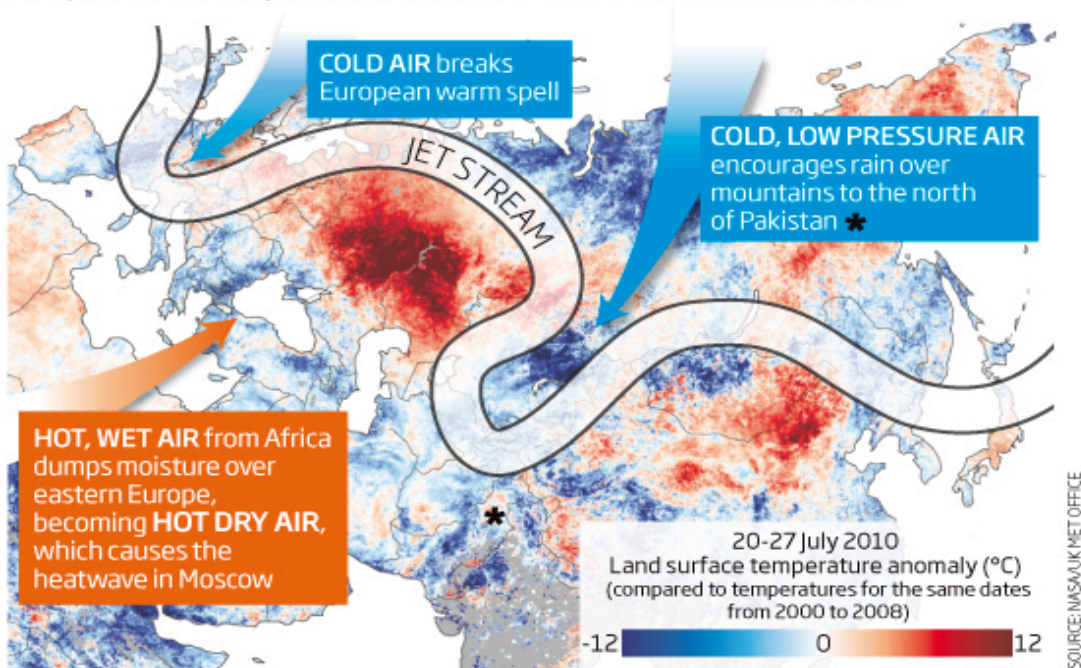 COLD AIR breaks
European warm spell
JET STREAM
COLD, LOW PRESSURE AIR
encourages rain over
mountains to the north
of Pakistan *
HOT, WET AIR from Africa
dumps moisture over
eastern Europe,
becoming HOT DRY AIR,
which causes the
heatwave in Moscow
*
20-27 July 2010
Land surface temperature anomaly (°C)
(compared to temperatures for the same dates
from 2000 to 2008)
-12 0 12
SOURCE: NASA/UK MET OFFICE